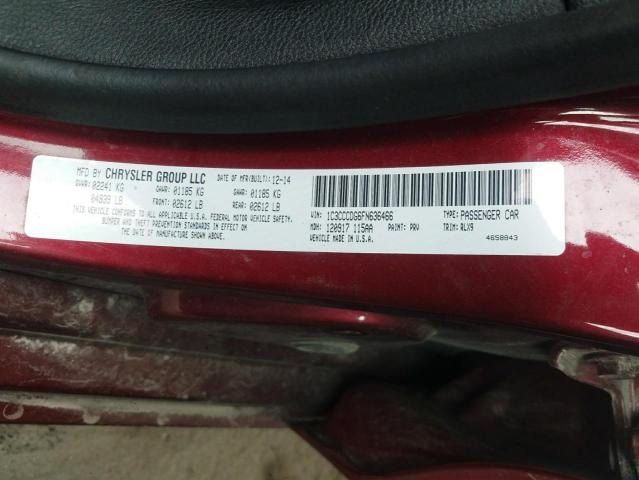 MFD BY CHRYSLER GROUP LLC DATE OF MFR(BUILT): 12-14
GVWR: 02241 KG GAWR: 01185 KG GAWR: 01185 KG
04939 LB FRONT: 02612 LB REAR: 02612 LB
THIS VEHICLE CONFORMS TO ALL APPLICABLE FEDERAL MOTOR VEHICLE SAFETY,
BUMPER AND THEFT PREVENTION STANDARDS IN EFFECT ON
THE DATE OF MANUFACTURE SHOWN ABOVE.
VIN: 1C3CCCDG6FN636466 TYPE: PASSENGER CAR
MDH: 120917 115AA PAINT: PRV TRIM: RLX9
VEHICLE MADE IN U.S.A. 4658843